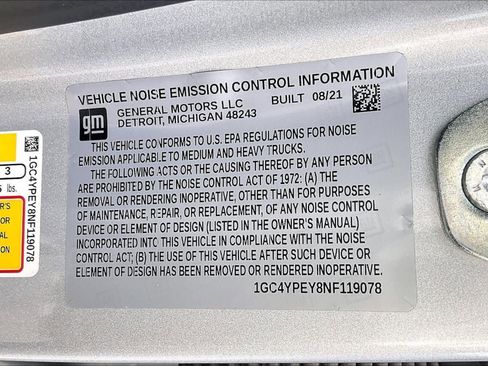 VEHICLE NOISE EMISSION CONTROL INFORMATION
gm
GENERAL MOTORS LLC BUILT 08/21
DETROIT, MICHIGAN 48243
THIS VEHICLE CONFORMS TO U.S. EPA REGULATIONS FOR NOISE
EMISSION APPLICABLE TO MEDIUM AND HEAVY TRUCKS.
THE FOLLOWING ACTS OR THE CAUSING THEREOF BY ANY PERSON
ARE PROHIBITED BY THE NOISE CONTROL ACT OF 1972: (A) THE
REMOVAL OR RENDERING INOPERATIVE, OTHER THAN FOR PURPOSES
OF MAINTENANCE, REPAIR, OR REPLACEMENT, OF ANY NOISE CONTROL
DEVICE OR ELEMENT OF DESIGN (LISTED IN THE OWNER'S MANUAL)
INCORPORATED INTO THIS VEHICLE IN COMPLIANCE WITH THE NOISE
CONTROL ACT; (B) THE USE OF THIS VEHICLE AFTER SUCH DEVICE OR
ELEMENT OF DESIGN HAS BEEN REMOVED OR RENDERED INOPERATIVE.
1GC4YPEY8NF119078
3
lbs.
1GC4YPEY8NF119078